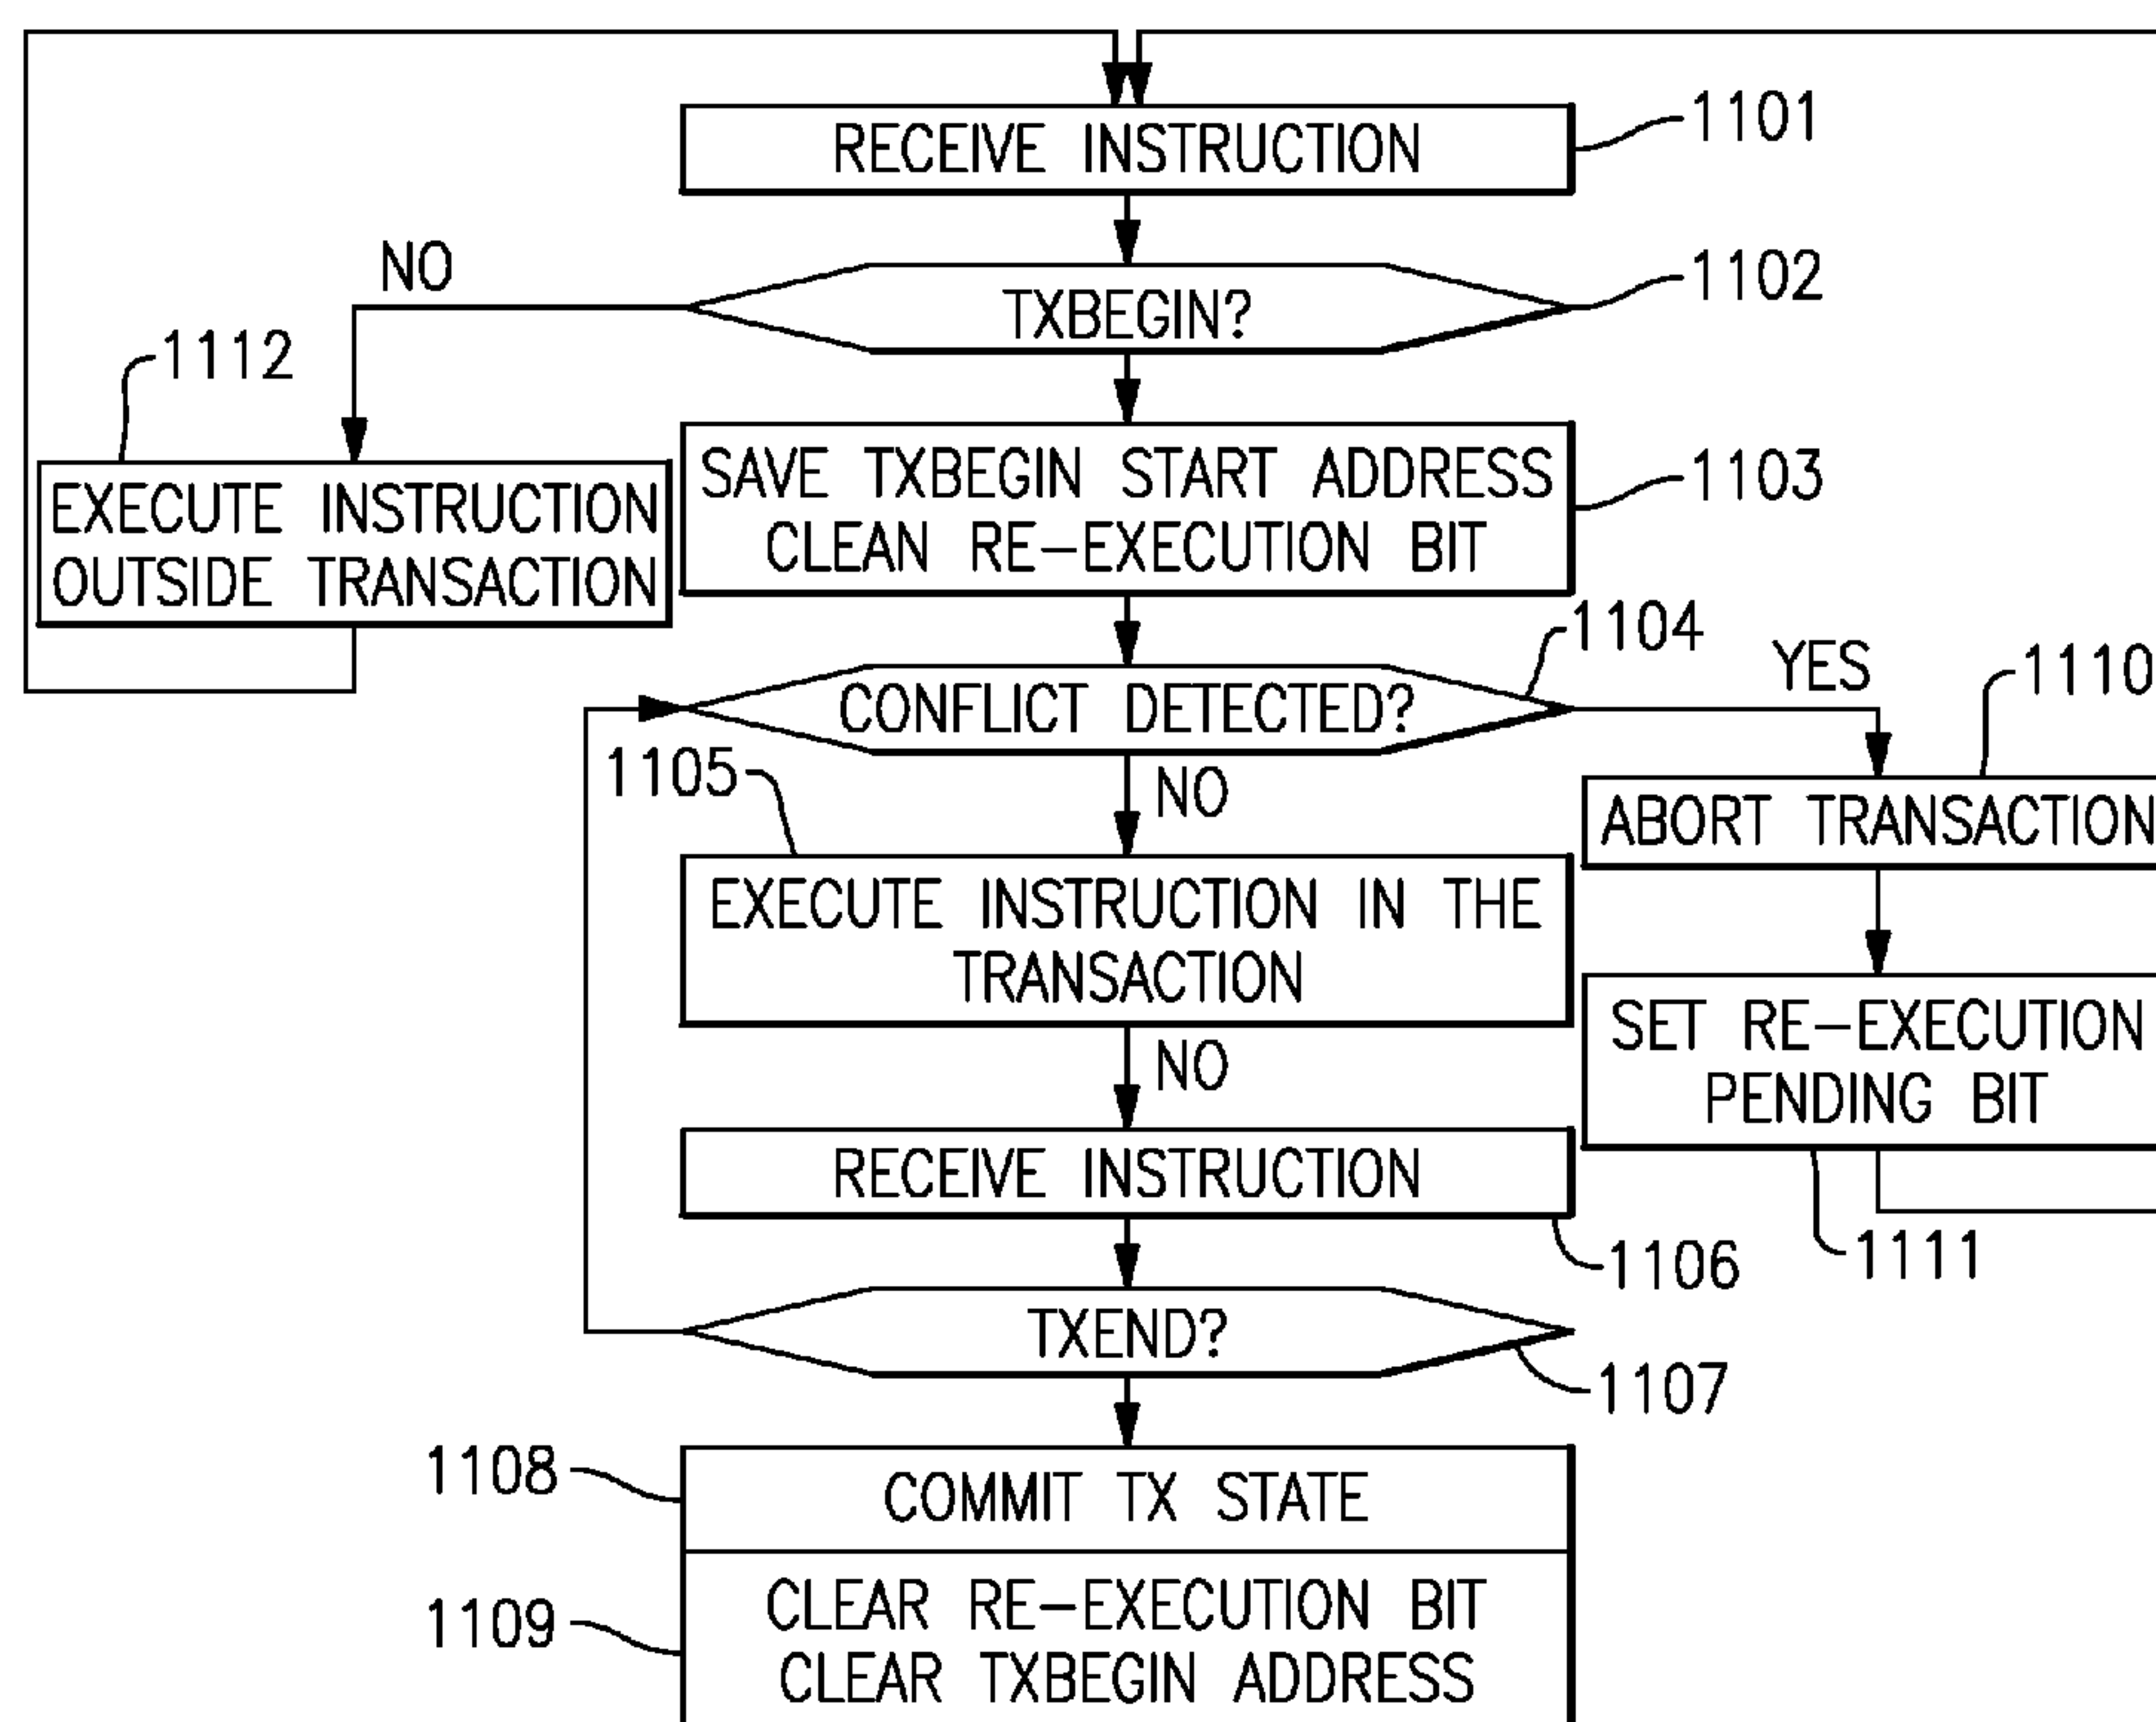 RECEIVE INSTRUCTION
1101
NO
TXBEGIN?
1102
1112
EXECUTE INSTRUCTION
OUTSIDE TRANSACTION
SAVE TXBEGIN START ADDRESS
CLEAN RE-EXECUTION BIT
1103
1104
CONFLICT DETECTED?
YES
1110
1105
NO
ABORT TRANSACTION
EXECUTE INSTRUCTION IN THE
TRANSACTION
SET RE-EXECUTION
PENDING BIT
NO
RECEIVE INSTRUCTION
1106
1111
TXEND?
1107
1108
COMMIT TX STATE
1109
CLEAR RE-EXECUTION BIT
CLEAR TXBEGIN ADDRESS